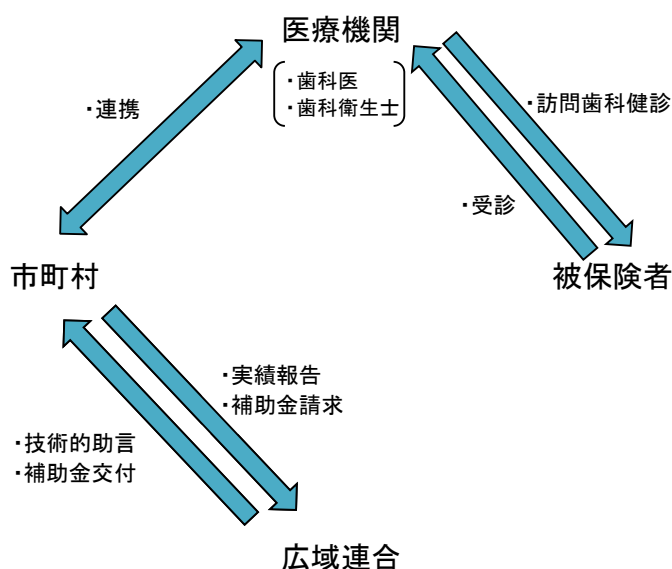 医療機関
・歯科医
・歯科衛生士
・連携
・訪問歯科健診
・受診
市町村
被保険者
・実績報告
・補助金請求
・技術的助言
・補助金交付
広域連合